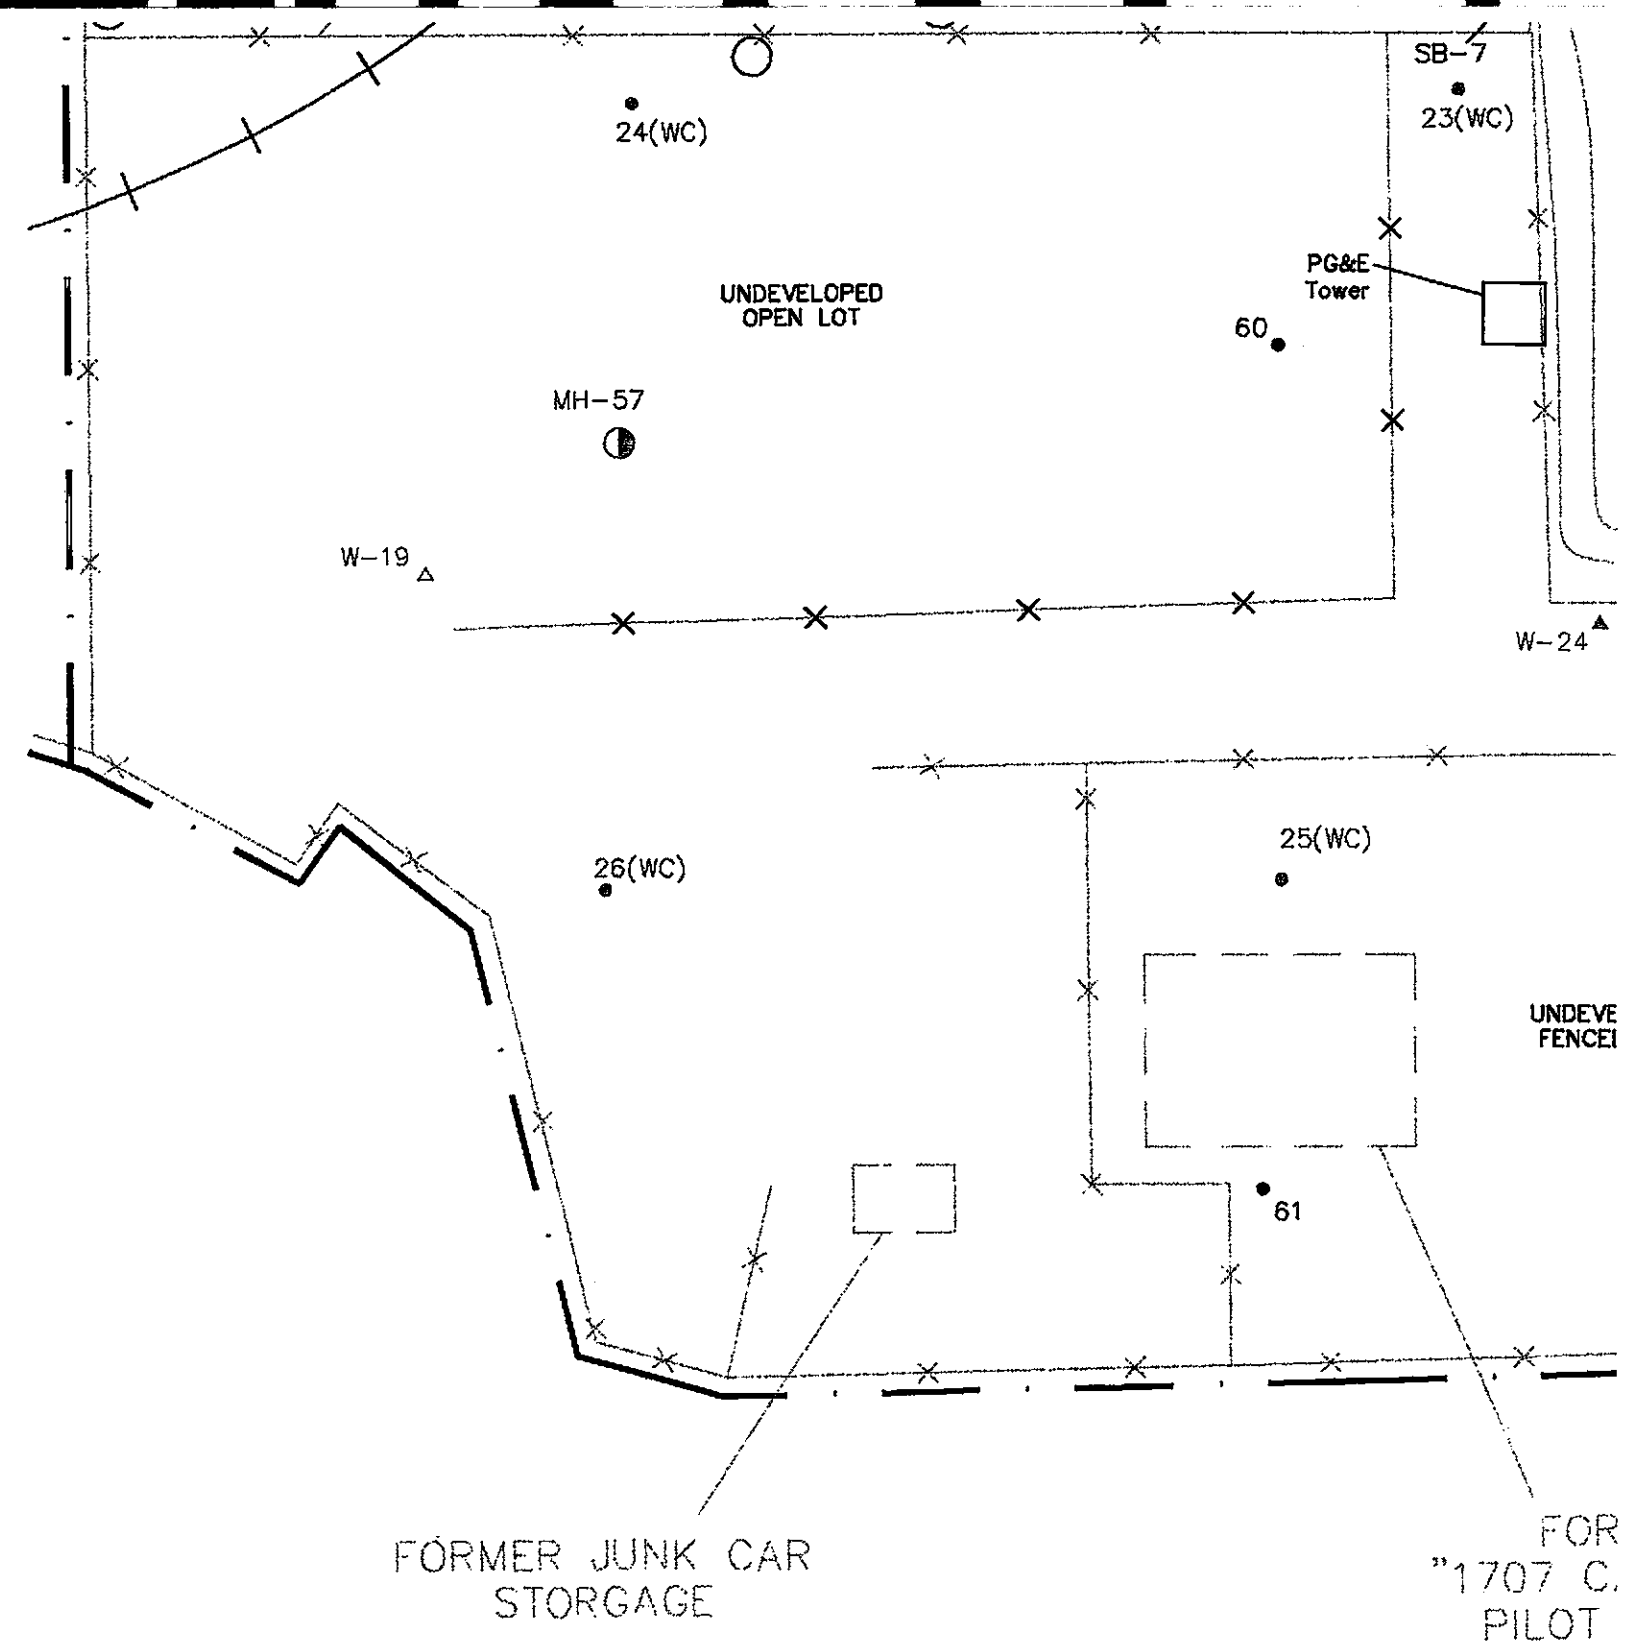 SB-7
23(WC)
24(WC)
PG&E
Tower
UNDEVELOPED
OPEN LOT
60
MH-57
W-19
W-24
25(WC)
26(WC)
UNDEVE
FENCE
61
FORMER JUNK CAR
STORGAGE
FOR
"1707 C.
PILOT